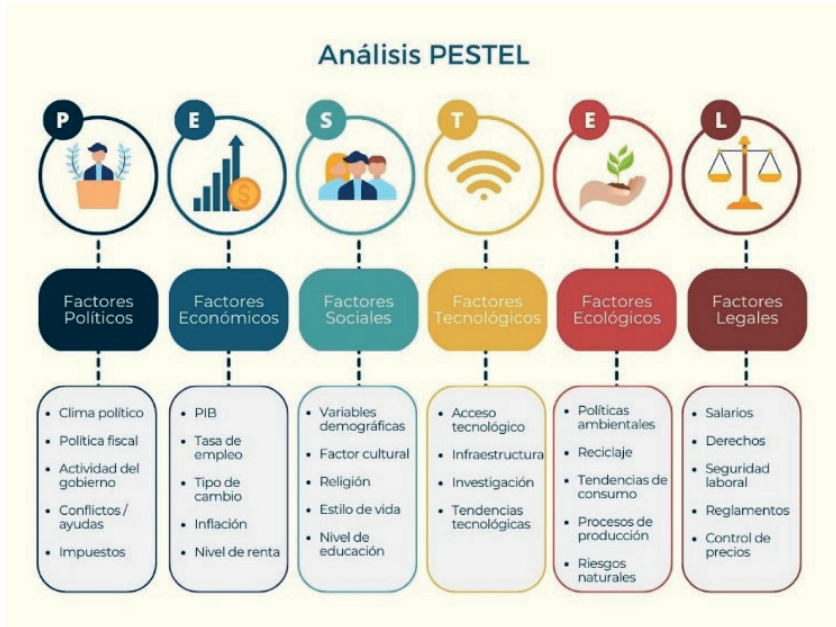 Análisis PESTEL
P
E
S
T
E
L
Factores
Políticos
Factores
Económicos
Factores
Sociales
Factores
Tecnológicos
Factores
Ecológicos
Factores
Legales
• Clima político
• Política fiscal
• Actividad del
gobierno
• Conflictos /
ayudas
• Impuestos
• PIB
• Tasa de
empleo
• Tipo de
cambio
• Inflación
• Nivel de renta
• Variables
demográficas
• Factor cultural
• Religión
• Estilo de vida
• Nivel de
educación
• Acceso
tecnológico
• Infraestructura
• Investigación
• Tendencias
tecnológicas
• Políticas
ambientales
• Reciclaje
• Tendencias de
consumo
• Procesos de
producción
• Riesgos
naturales
• Salarios
• Derechos
• Seguridad
laboral
• Reglamentos
• Control de
precios